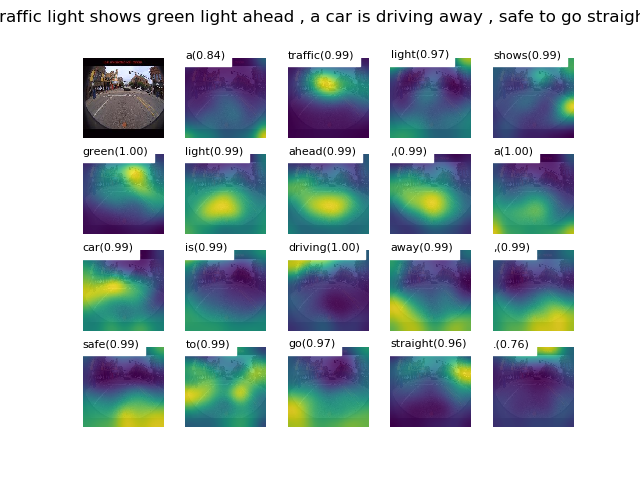 raffic light shows green light ahead , a car is driving away , safe to go straigh
a(0.84) traffic(0.99) light(0.97) shows(0.99)
green(1.00) light(0.99) ahead(0.99) ,(0.99) a(1.00)
car(0.99) is(0.99) driving(1.00) away(0.99) ,(0.99)
safe(0.99) to(0.99) go(0.97) straight(0.96) .(0.76)